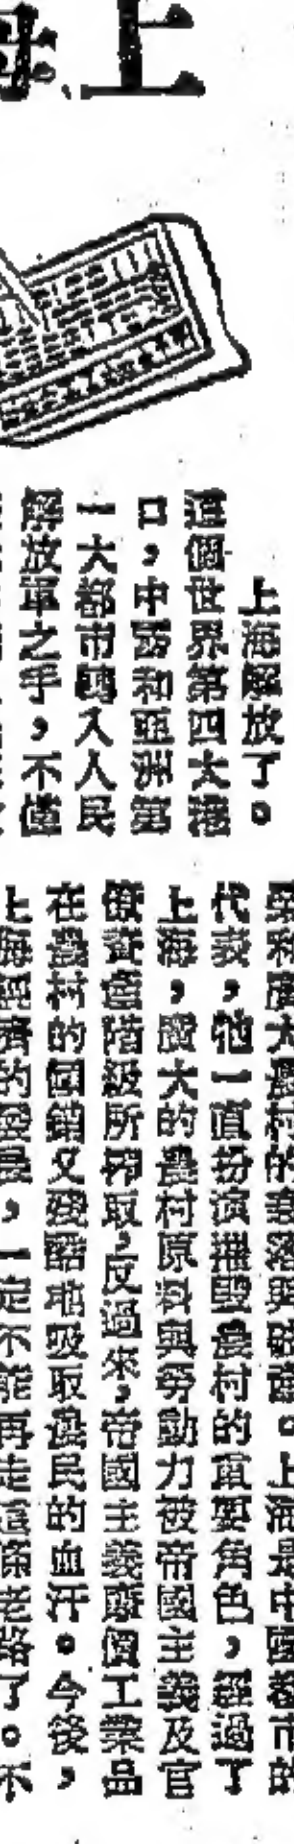 上海
上海解放了。
這個世界第四大港
口，中國和亞洲第
一大都市歸入人民
解放軍之手，不僅
和廣大農村的衰落與破產。上海是中國都市的
代表，牠一直扮演摧毀農村的重要角色，經過了
上海，廣大的農村原料與勞動力被帝國主義及官
僚資產階級所榨取，反過來，帝國主義廢價工業品
在農村的傾銷又殘酷地吸取農民的血汗。今後，
上海經濟的發展，一定不能再走這條老路了。不